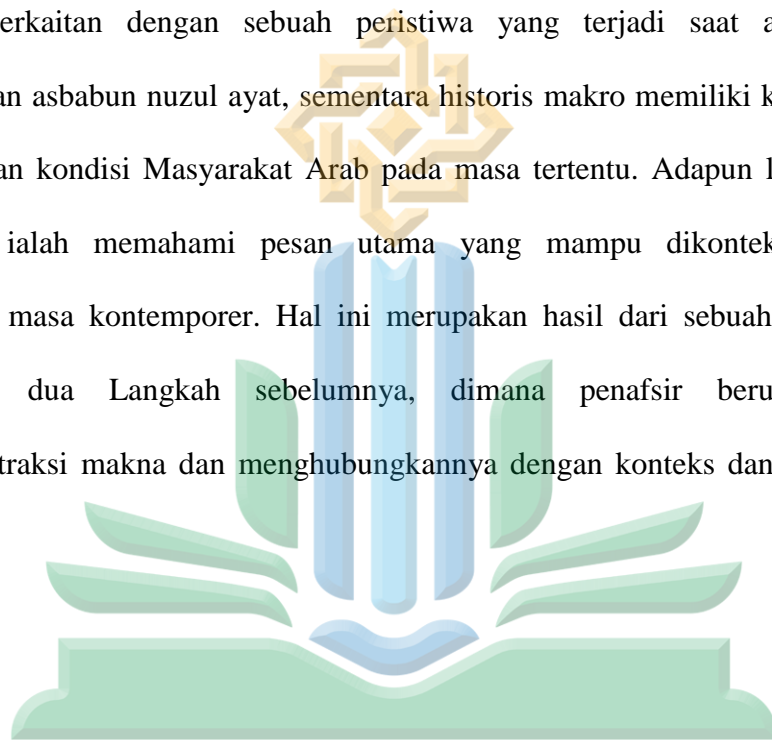 erkaitan dengan sebuah peristiwa yang terjadi saat a
an asbabun nuzul ayat, sementara historis makro memiliki k
an kondisi Masyarakat Arab pada masa tertentu. Adapun l
ialah memahami pesan utama yang mampu dikontek
masa kontemporer. Hal ini merupakan hasil dari sebuah
dua Langkah sebelumnya, dimana penafsir beru
traksi makna dan menghubungkannya dengan konteks dan